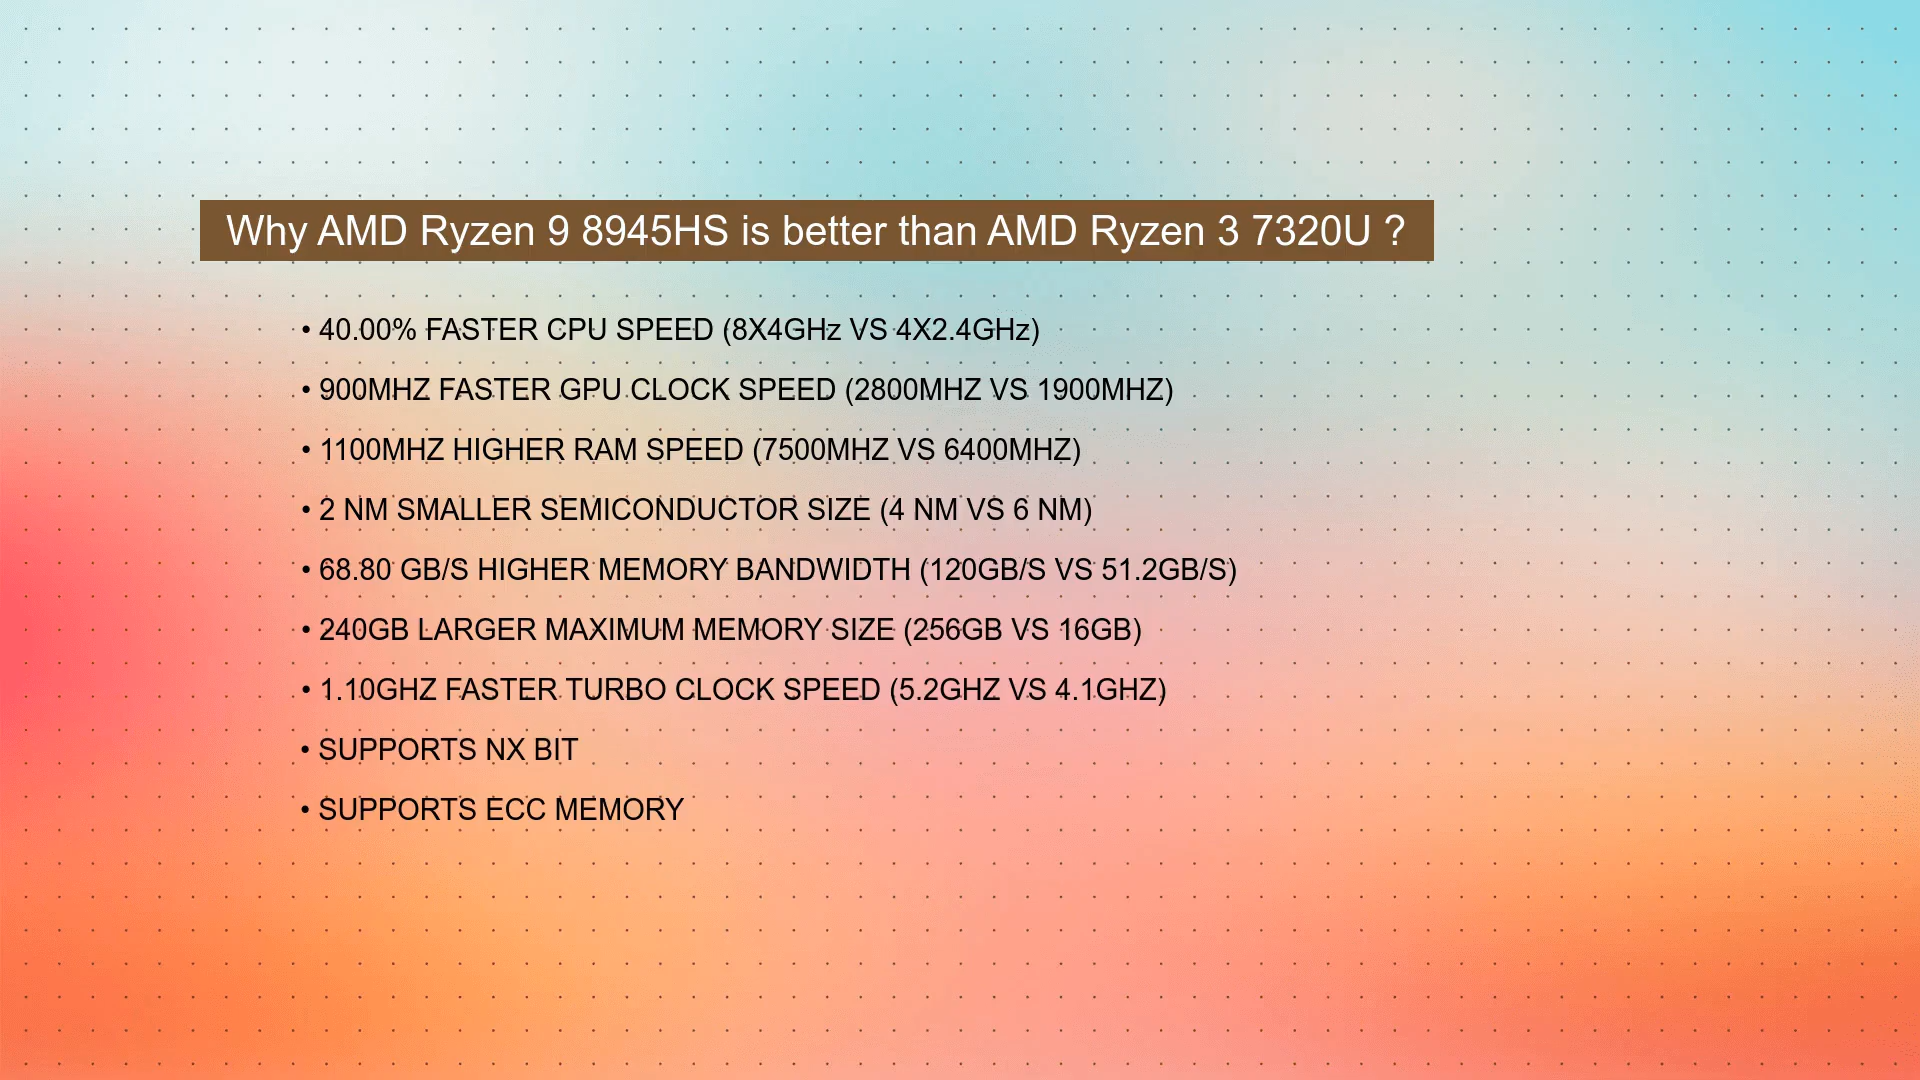 Why AMD Ryzen 9 8945HS is better than AMD Ryzen 3 7320U ?
• 40.00% FASTER CPU SPEED (8X4GHz VS 4X2.4GHz)
• 900MHZ FASTER GPU CLOCK SPEED (2800MHZ VS 1900MHZ)
• 1100MHZ HIGHER RAM SPEED (7500MHZ VS 6400MHZ)
• 2 NM SMALLER SEMICONDUCTOR SIZE (4 NM VS 6 NM)
• 68.80 GB/S HIGHER MEMORY BANDWIDTH (120GB/S VS 51.2GB/S)
• 240GB LARGER MAXIMUM MEMORY SIZE (256GB VS 16GB)
• 1.10GHZ FASTER TURBO CLOCK SPEED (5.2GHZ VS 4.1GHZ)
• SUPPORTS NX BIT
• SUPPORTS ECC MEMORY